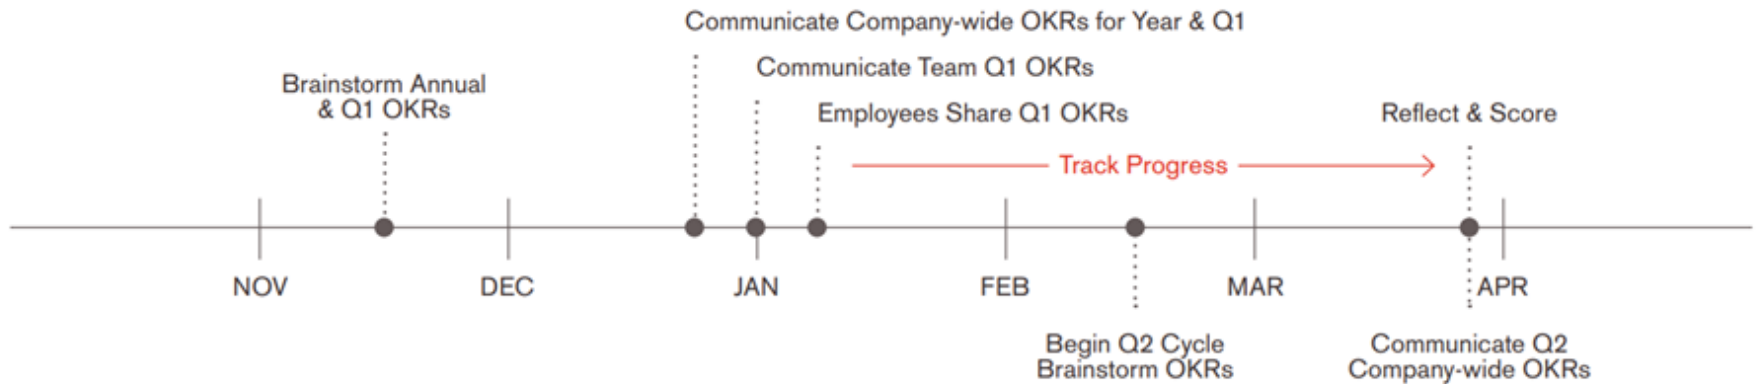 Communicate Company-wide OKRs for Year & Q1
Communicate Team Q1 OKRs
Brainstorm Annual
& Q1 OKRs
Employees Share Q1 OKRs
Reflect & Score
Track Progress
NOV
DEC
JAN
FEB
MAR
APR
Begin Q2 Cycle
Brainstorm OKRs
Communicate Q2
Company-wide OKRs